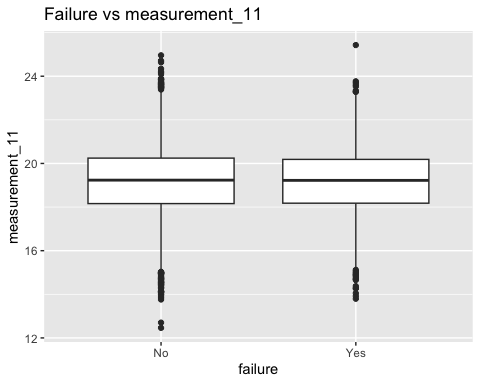 Failure vs measurement_11
measurement_11
24
20
16
12
No
Yes
failure